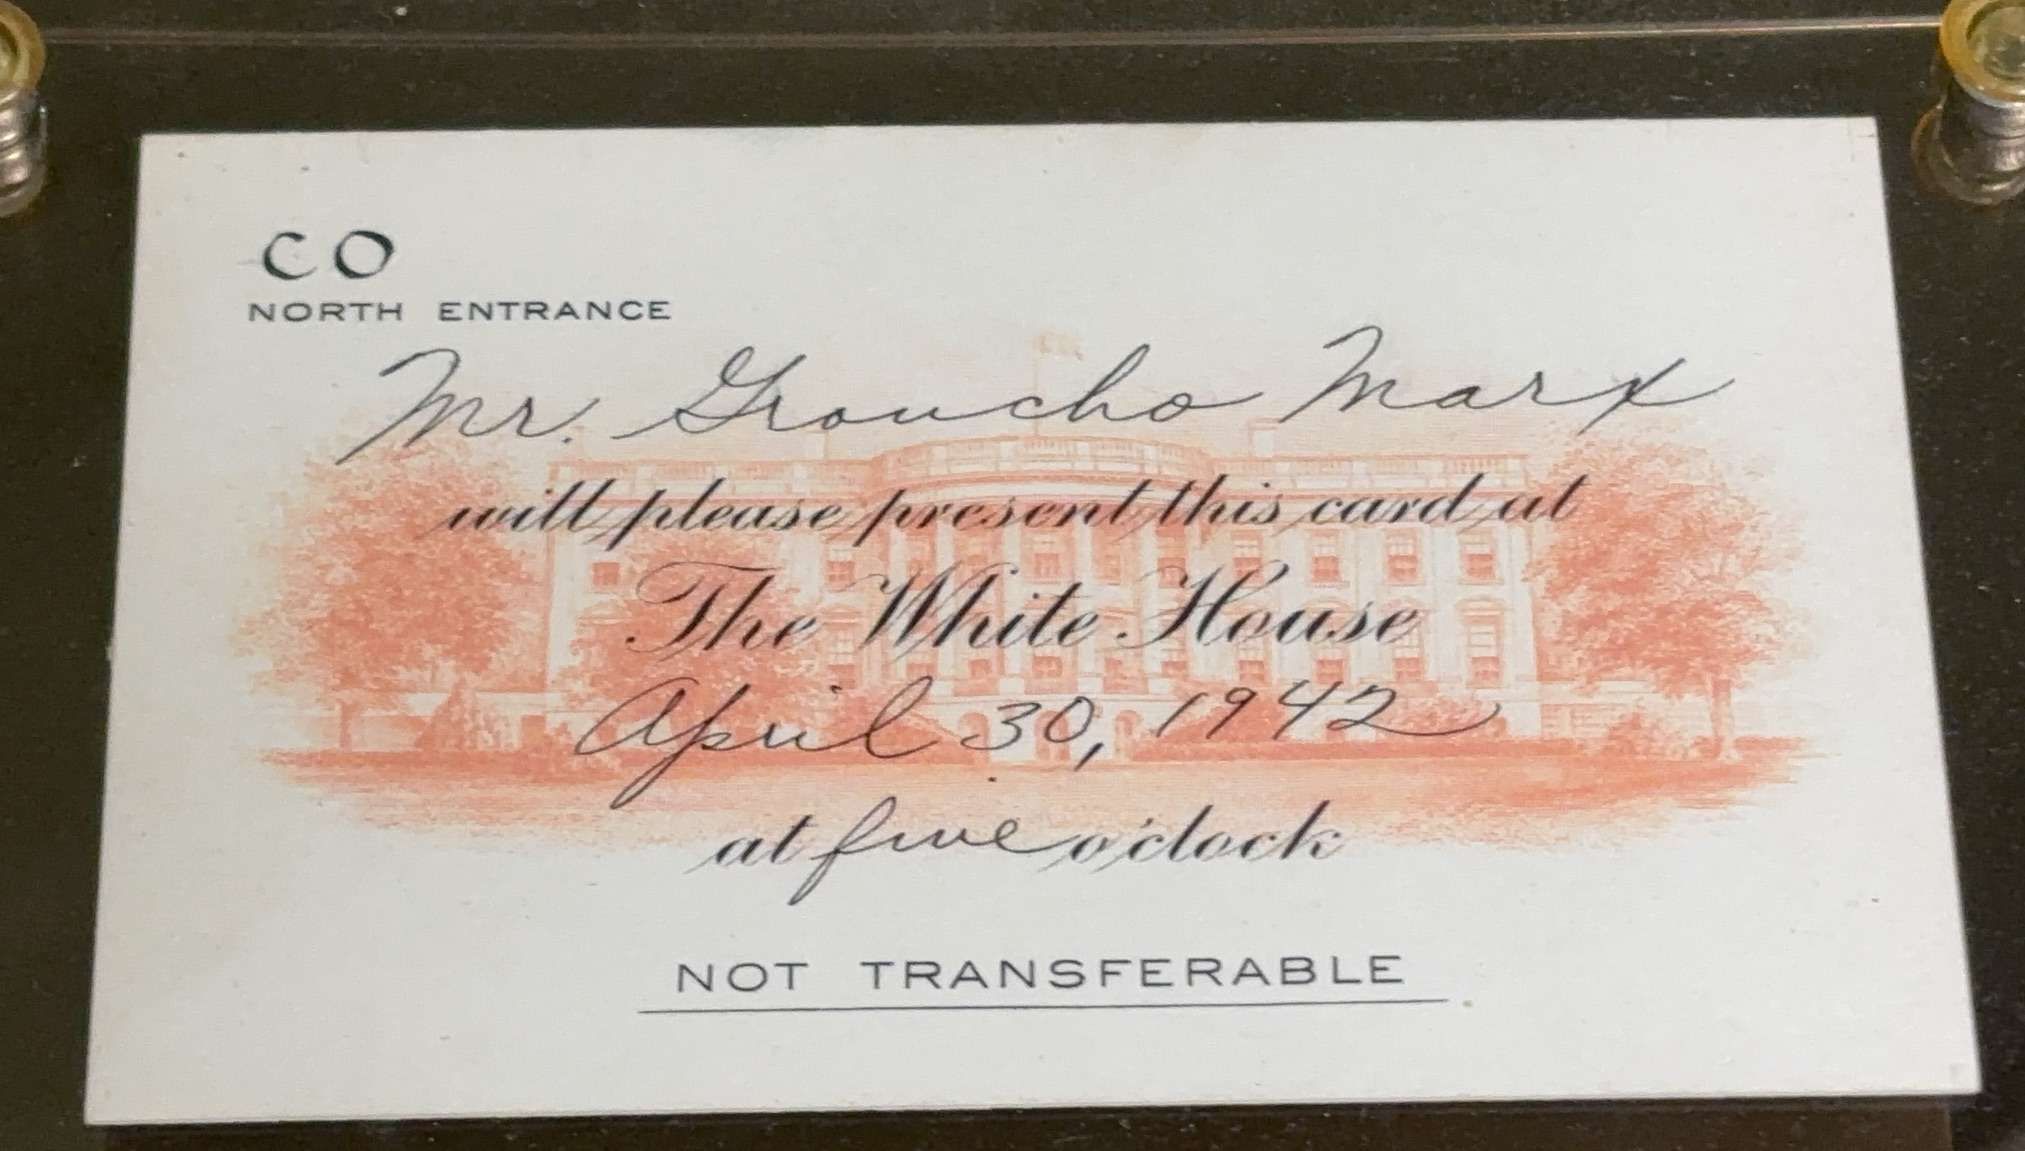 CO
NORTH ENTRANCE
Mr. Groucho Marx
will please present this card at
The White House
April 30, 1942
at five o'clock
NOT TRANSFERABLE